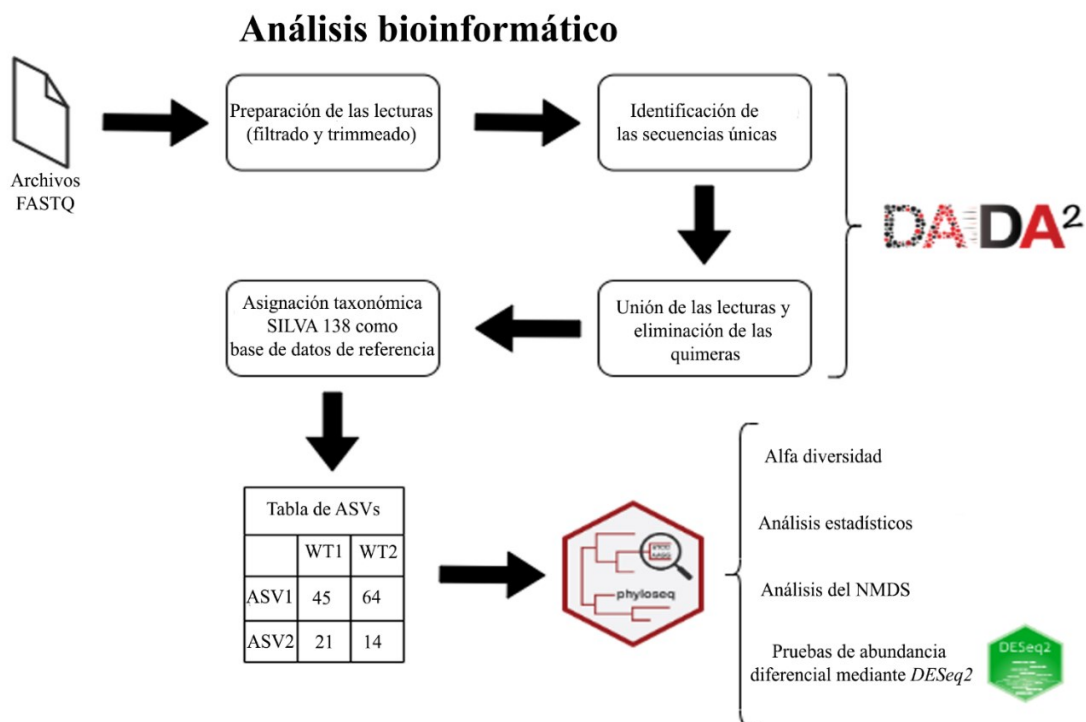 Análisis bioinformático
Archivos
FASTQ
Preparación de las lecturas
(filtrado y trimmeado)
Identificación de
las secuencias únicas
DADA2
Unión de las lecturas y
eliminación de las
quimeras
Asignación taxonómica
SILVA 138 como
base de datos de referencia
Tabla de ASVs
WT1 WT2
ASV1 45 64
ASV2 21 14
phyloseq
Alfa diversidad
Análisis estadísticos
Análisis del NMDS
Pruebas de abundancia
diferencial mediante DESeq2
DESeq2